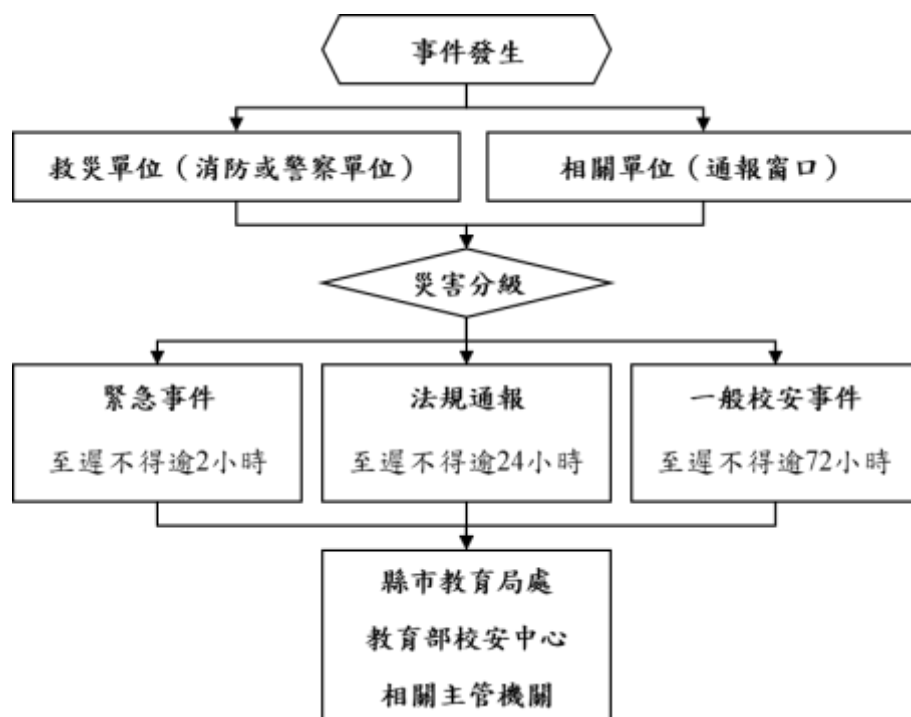 事件發生
救災單位（消防或警察單位）
相關單位（通報窗口）
災害分級
緊急事件
至遲不得逾2小時
法規通報
至遲不得逾24小時
一般校安事件
至遲不得逾72小時
縣市教育局處
教育部校安中心
相關主管機關